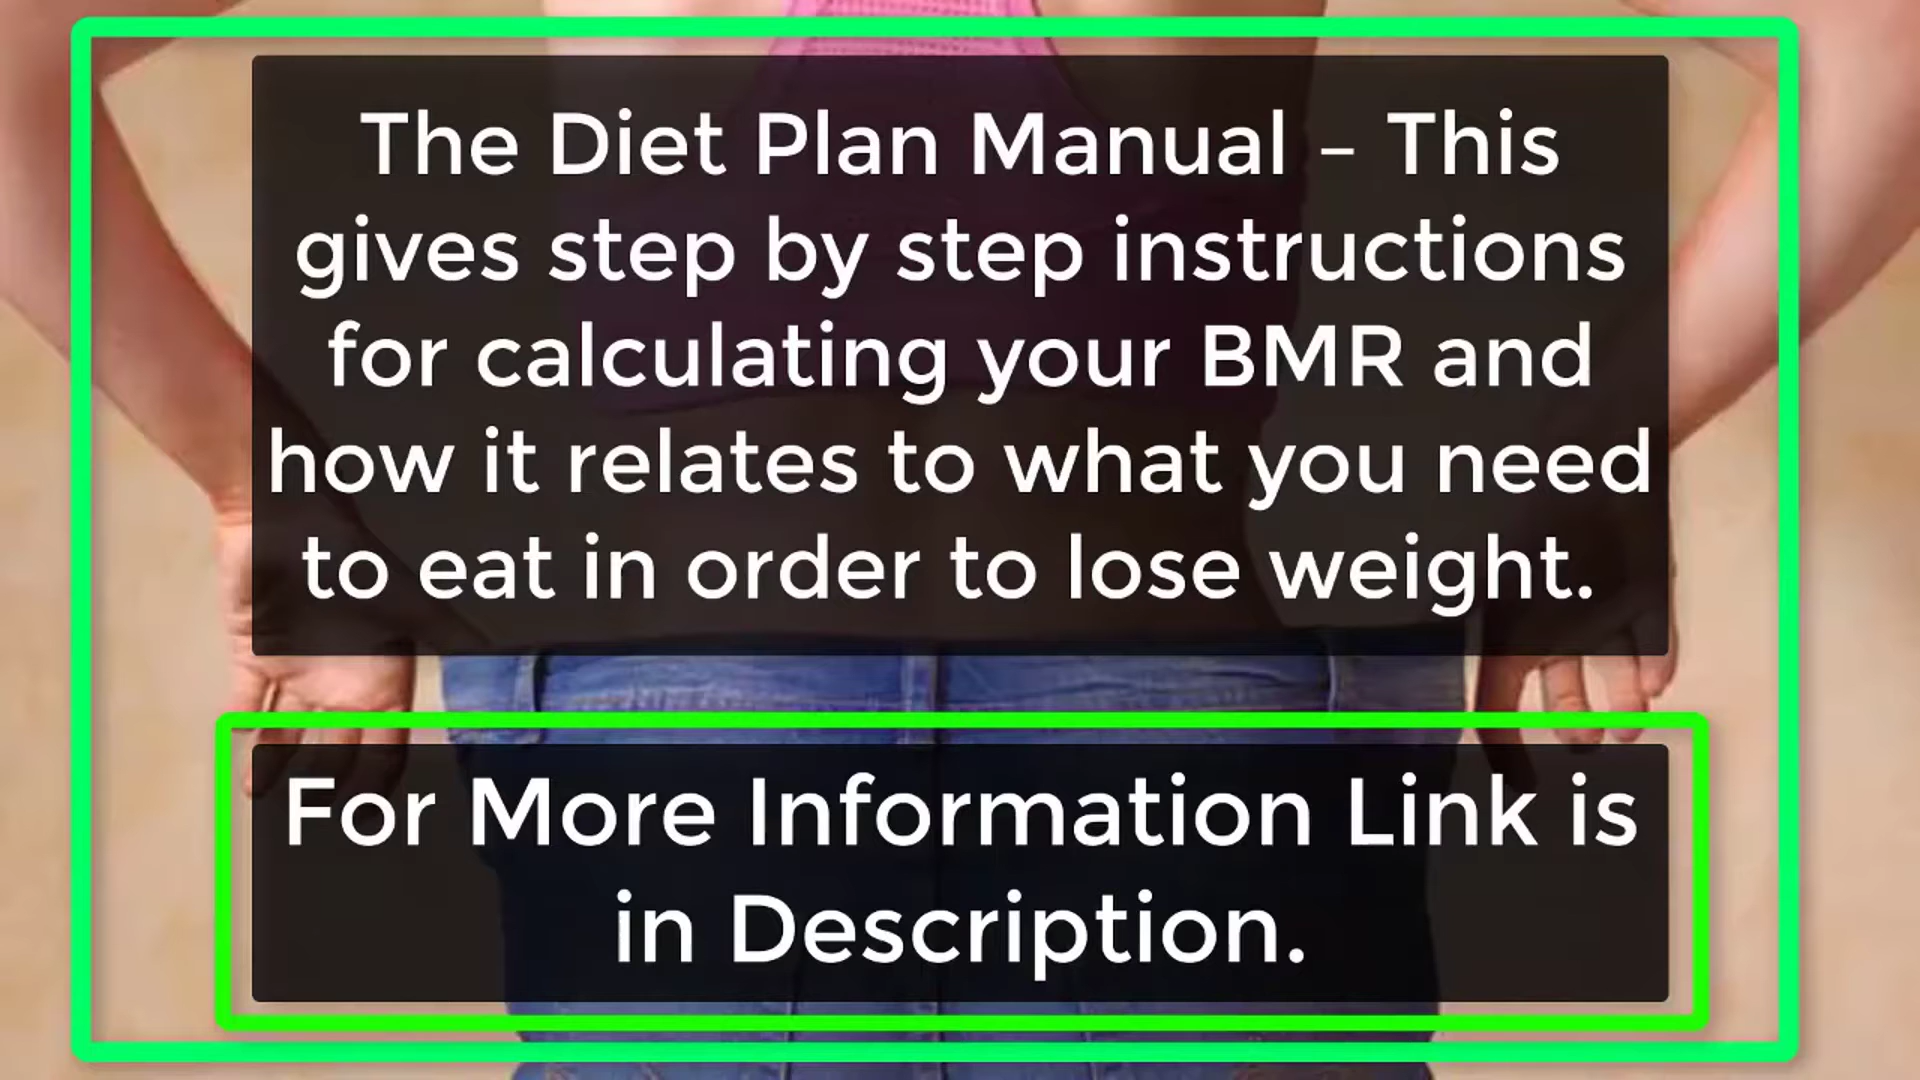 The Diet Plan Manual – This
gives step by step instructions
for calculating your BMR and
how it relates to what you need
to eat in order to lose weight.
For More Information Link is
in Description.